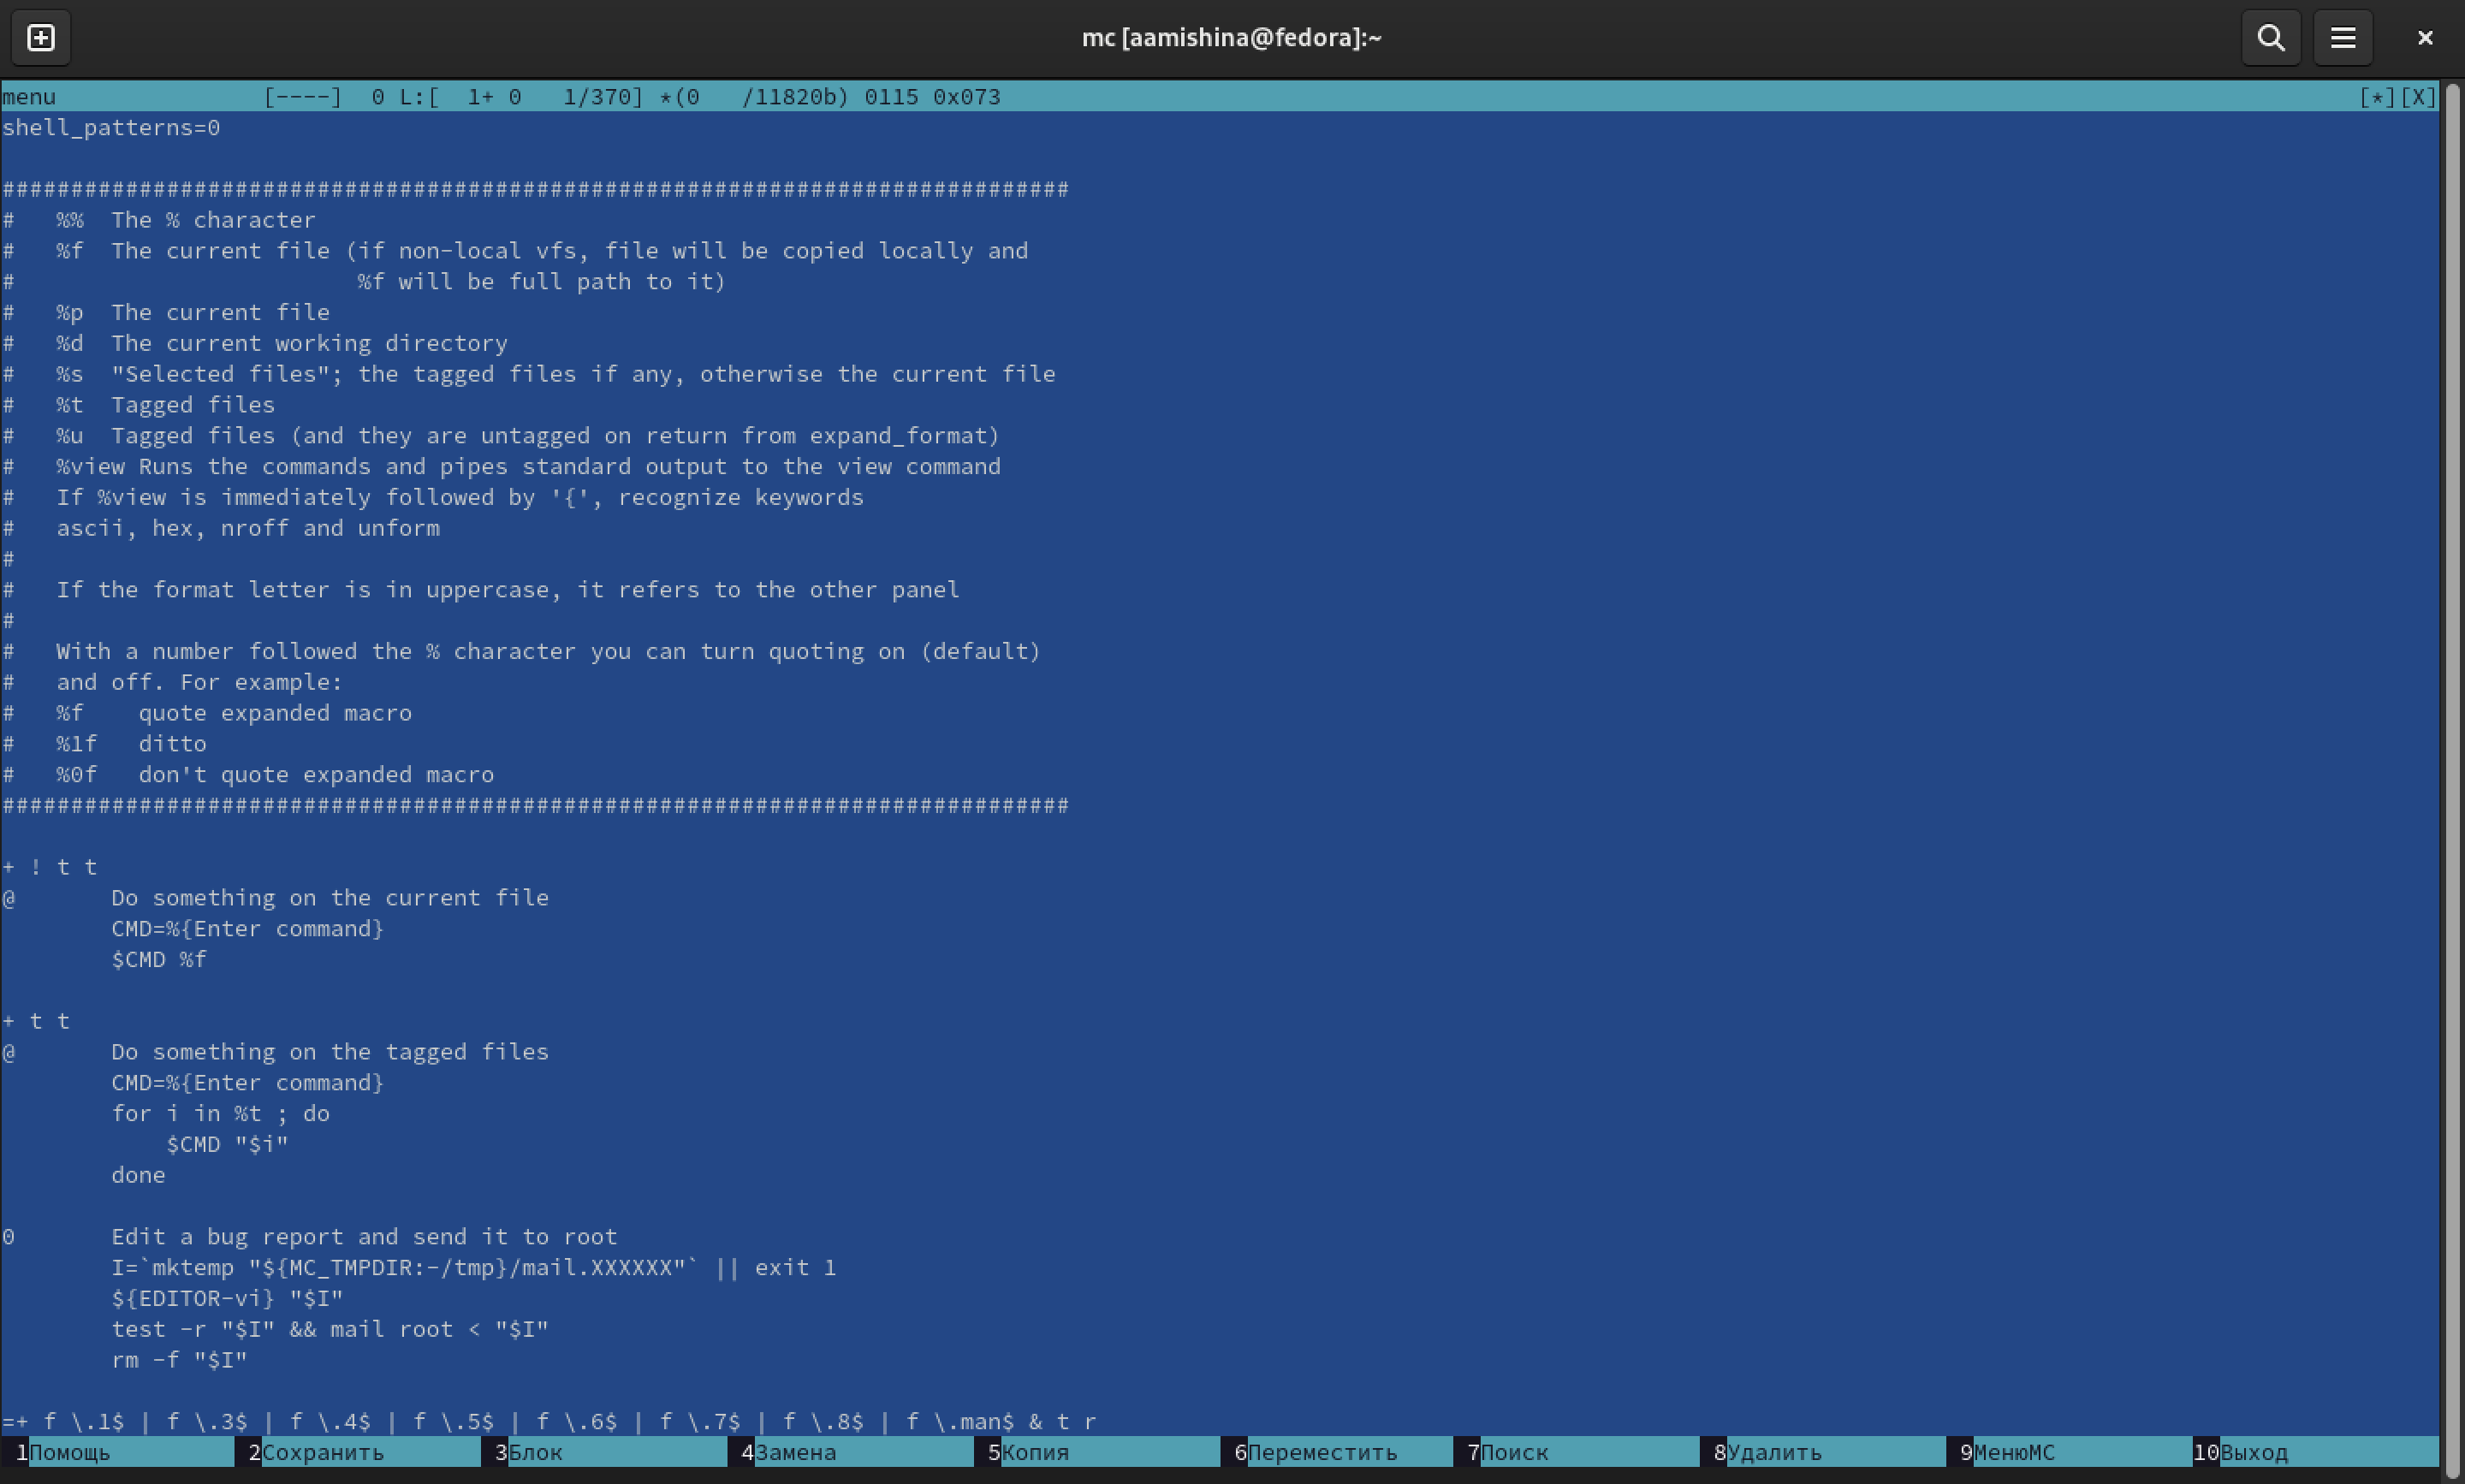 mc [aamishina@fedora]:~
menu               [----]  0 L:[  1+ 0   1/370] *(0   /11820b) 0115 0x073                    [*][X]
shell_patterns=0
##############################################################################
#   %%  The % character
#   %f  The current file (if non-local vfs, file will be copied locally and
#                         %f will be full path to it)
#   %p  The current file
#   %d  The current working directory
#   %s  "Selected files"; the tagged files if any, otherwise the current file
#   %t  Tagged files
#   %u  Tagged files (and they are untagged on return from expand_format)
#   %view Runs the commands and pipes standard output to the view command
#   If %view is immediately followed by '{', recognize keywords
#   ascii, hex, nroff and unform
#
#   If the format letter is in uppercase, it refers to the other panel
#
#   With a number followed the % character you can turn quoting on (default)
#   and off. For example:
#   %f    quote expanded macro
#   %1f   ditto
#   %0f   don't quote expanded macro
##############################################################################
+ ! t t
@       Do something on the current file
        CMD=%{Enter command}
        $CMD %f
+ t t
@       Do something on the tagged files
        CMD=%{Enter command}
        for i in %t ; do
            $CMD "$i"
        done
0       Edit a bug report and send it to root
        I=`mktemp "${MC_TMPDIR:-/tmp}/mail.XXXXXX"` || exit 1
        ${EDITOR-vi} "$I"
        test -r "$I" && mail root < "$I"
        rm -f "$I"
=+ f \.1$ | f \.3$ | f \.4$ | f \.5$ | f \.6$ | f \.7$ | f \.8$ | f \.man$ & t r
1Помощь 2Сохранить 3Блок 4Замена 5Копия 6Переместить 7Поиск 8Удалить 9МенюMC 10Выход